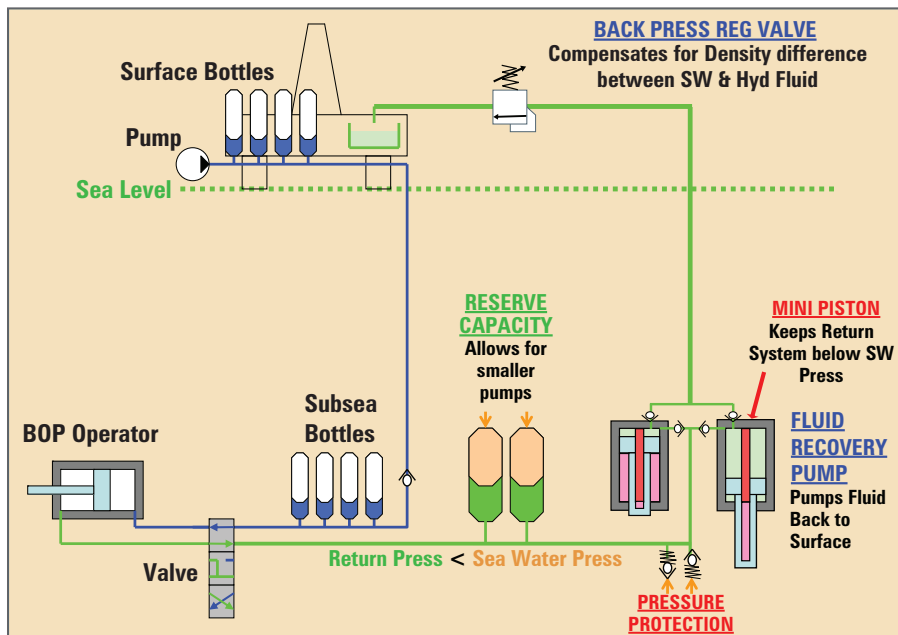 BACK PRESS REG VALVE
Compensates for Density difference
between SW & Hyd Fluid
Surface Bottles
Pump
Sea Level
RESERVE
CAPACITY
Allows for
smaller
pumps
MINI PISTON
Keeps Return
System below SW
Press
BOP Operator
Subsea
Bottles
FLUID
RECOVERY
PUMP
Pumps Fluid
Back to
Surface
Valve
Return Press < Sea Water Press
PRESSURE
PROTECTION